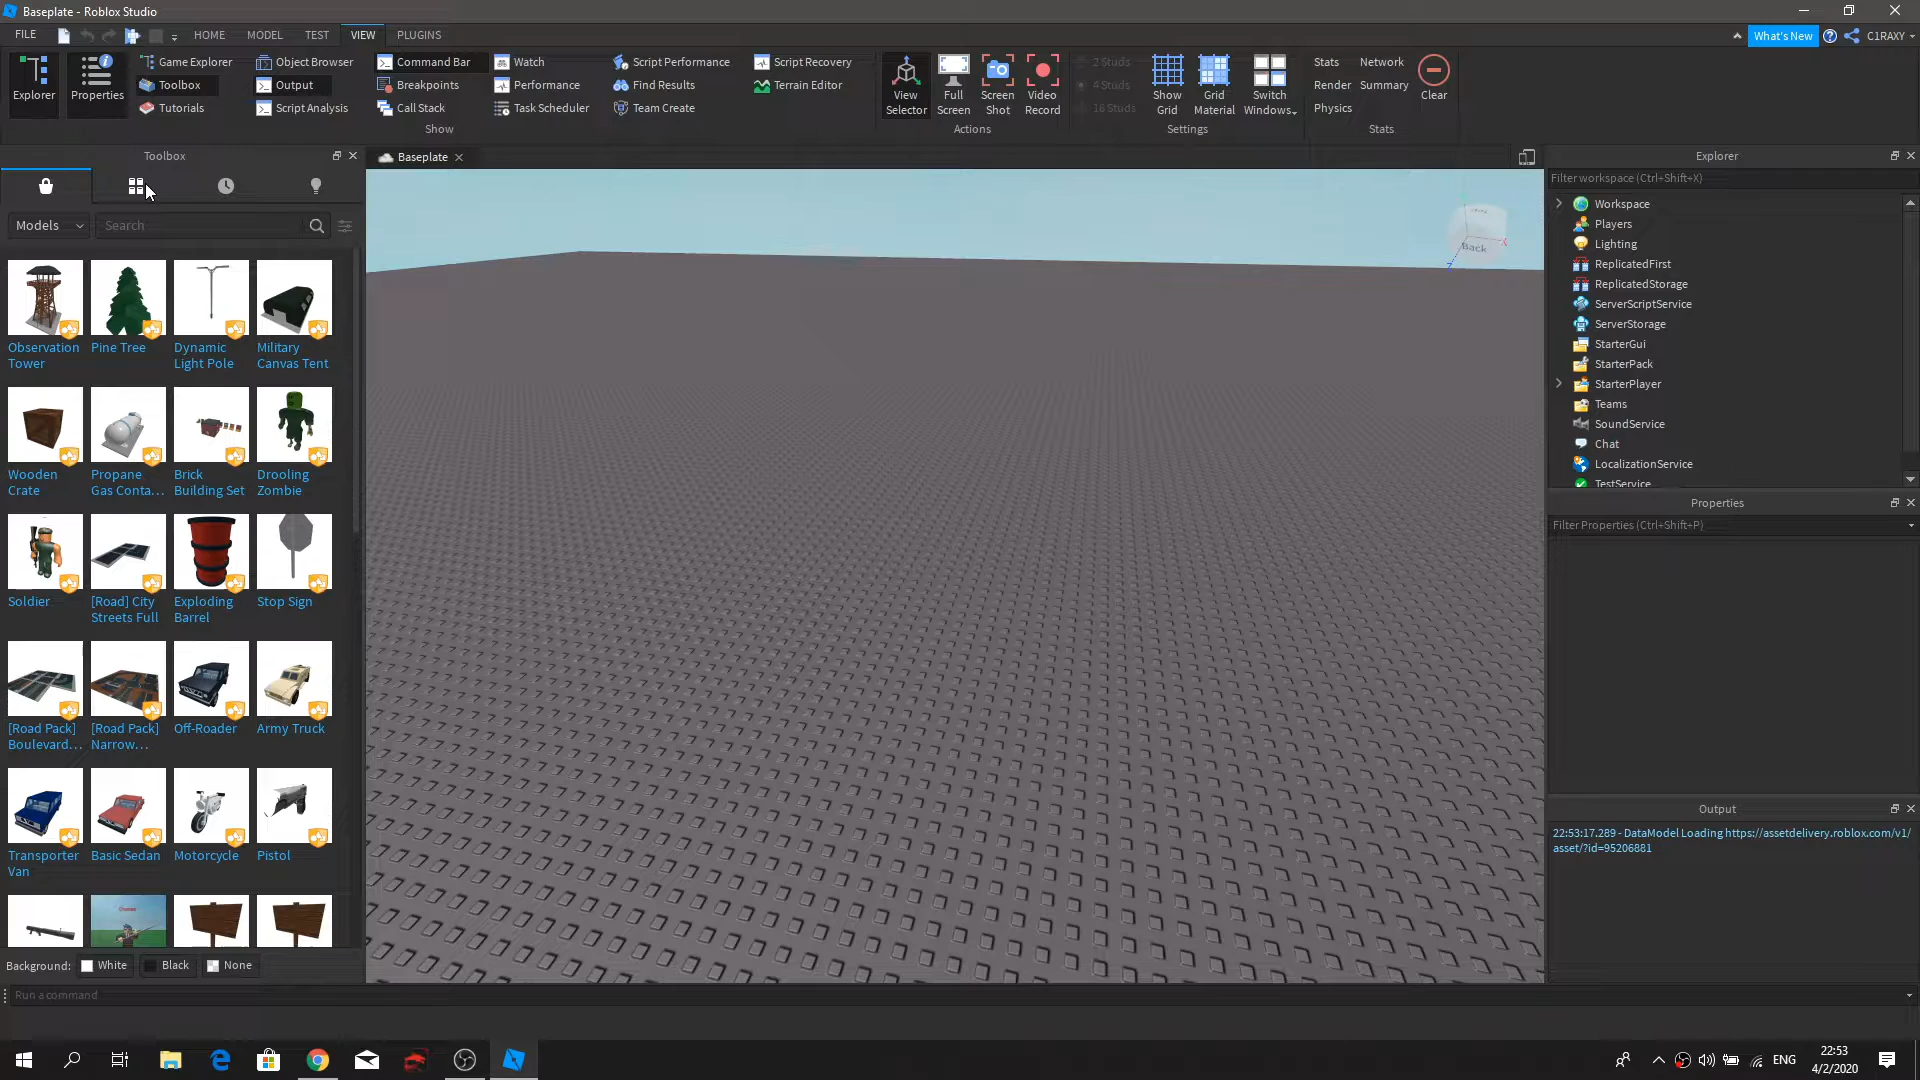 Baseplate - Roblox Studio
FILE HOME MODEL TEST VIEW PLUGINS What's New C1RAXY
Explorer
Properties
Game Explorer
Toolbox
Tutorials
Object Browser
Output
Script Analysis
Command Bar
Breakpoints
Call Stack
Watch
Performance
Task Scheduler
Script Performance
Find Results
Team Create
Script Recovery
Terrain Editor
Show
View
Selector
Full
Screen
Screen
Shot
Video
Record
Actions
2 Studs
4 Studs
16 Studs
Show
Grid
Grid
Material
Switch
Windows
Settings
Stats
Render
Physics
Network
Summary
Clear
Stats
Toolbox
Models
Search
Observation
Tower
Pine Tree
Dynamic
Light Pole
Military
Canvas Tent
Wooden
Crate
Propane
Gas Conta...
Brick
Building Set
Drooling
Zombie
Soldier
[Road] City
Streets Full
Exploding
Barrel
Stop Sign
[Road Pack]
Boulevard...
[Road Pack]
Narrow...
Off-Roader
Army Truck
Transporter
Van
Basic Sedan
Motorcycle
Pistol
Background: White Black None
Baseplate
Back
X
Z
Explorer
Filter workspace (Ctrl+Shift+X)
Workspace
Players
Lighting
ReplicatedFirst
ReplicatedStorage
ServerScriptService
ServerStorage
StarterGui
StarterPack
StarterPlayer
Teams
SoundService
Chat
LocalizationService
TestService
Properties
Filter Properties (Ctrl+Shift+P)
Output
22:53:17.289 - DataModel Loading https://assetdelivery.roblox.com/v1/
asset/?id=95206881
Run a command
ENG
22:53
4/2/2020